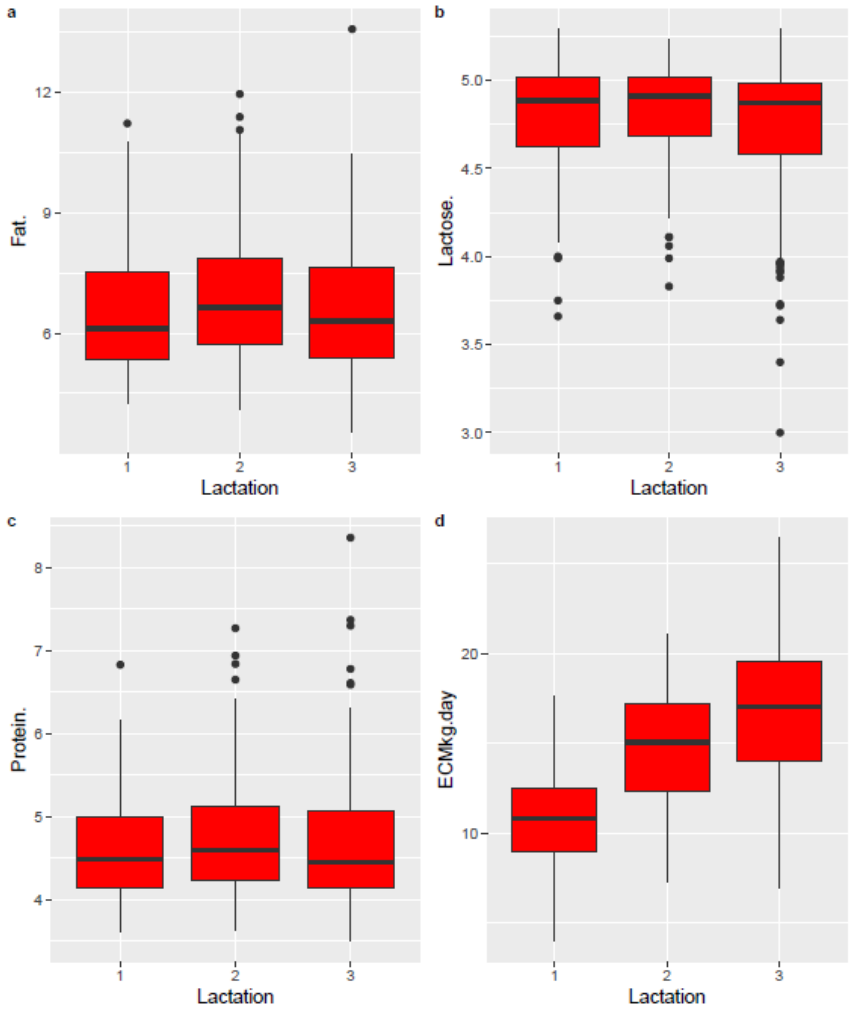 a
12
9
6
Fat.
1 2 3
Lactation
b
5.0
4.5
4.0
3.5
3.0
Lactose.
1 2 3
Lactation
c
8
7
6
5
4
Protein.
1 2 3
Lactation
d
20
10
ECMkg.day
1 2 3
Lactation